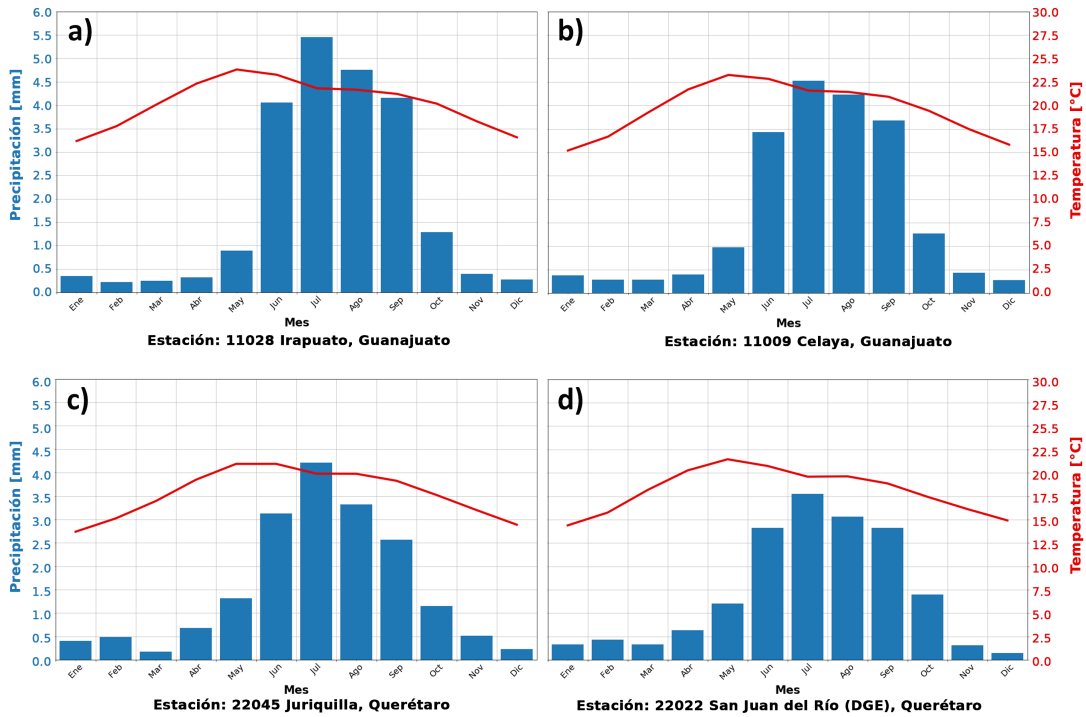 a)
6.0
5.5
5.0
4.5
4.0
3.5
3.0
2.5
2.0
1.5
1.0
0.5
0.0
Precipitación [mm]
Ene Feb Mar Abr May Jun Jul Ago Sep Oct Nov Dic
Mes
Estación: 11028 Irapuato, Guanajuato
b)
30.0
27.5
25.5
22.5
20.0
17.5
15.0
12.5
10.0
7.5
5.0
2.5
0.0
Temperatura [°C]
Ene Feb Mar Abr May Jun Jul Ago Sep Oct Nov Dic
Mes
Estación: 11009 Celaya, Guanajuato
c)
6.0
5.5
5.0
4.5
4.0
3.5
3.0
2.5
2.0
1.5
1.0
0.5
0.0
Precipitación [mm]
Ene Feb Mar Abr May Jun Jul Ago Sep Oct Nov Dic
Mes
Estación: 22045 Juriquilla, Querétaro
d)
30.0
27.5
25.5
22.5
20.0
17.5
15.0
12.5
10.0
7.5
5.0
2.5
0.0
Temperatura [°C]
Ene Feb Mar Abr May Jun Jul Ago Sep Oct Nov Dic
Mes
Estación: 22022 San Juan del Río (DGE), Querétaro